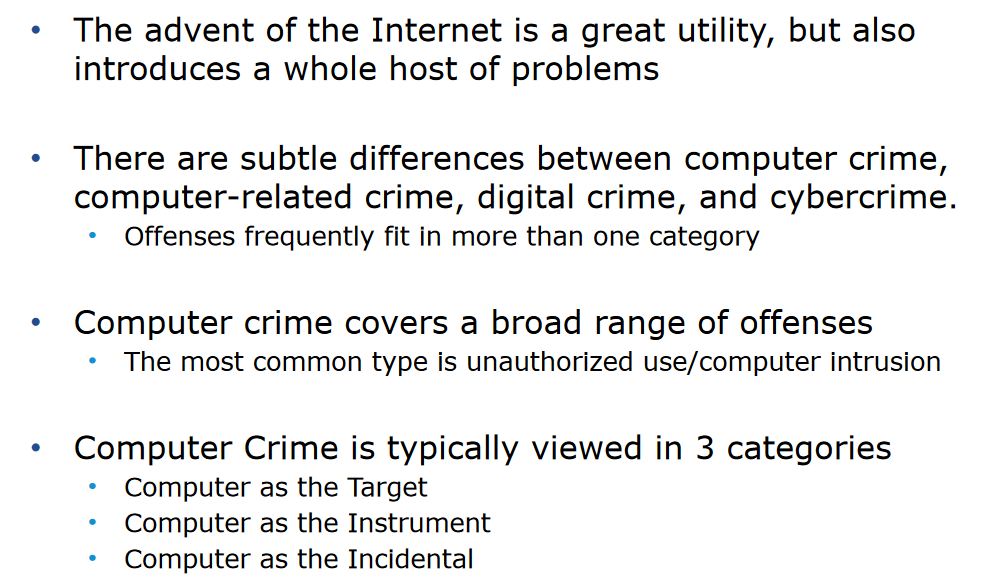 • The advent of the Internet is a great utility, but also
introduces a whole host of problems
• There are subtle differences between computer crime,
computer-related crime, digital crime, and cybercrime.
• Offenses frequently fit in more than one category
• Computer crime covers a broad range of offenses
• The most common type is unauthorized use/computer intrusion
• Computer Crime is typically viewed in 3 categories
• Computer as the Target
• Computer as the Instrument
• Computer as the Incidental